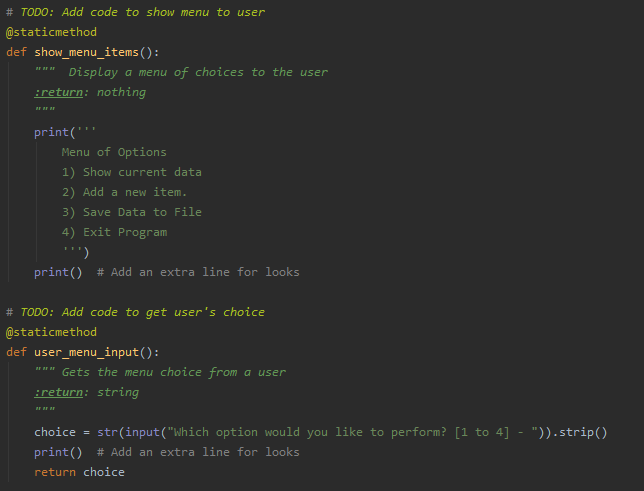 # TODO: Add code to show menu to user
@staticmethod
def show_menu_items():
    """  Display a menu of choices to the user
    :return: nothing
    """
    print('''
        Menu of Options
        1) Show current data
        2) Add a new item.
        3) Save Data to File
        4) Exit Program
        ''')
    print()  # Add an extra line for looks

# TODO: Add code to get user's choice
@staticmethod
def user_menu_input():
    """ Gets the menu choice from a user
    :return: string
    """
    choice = str(input("Which option would you like to perform? [1 to 4] - ")).strip()
    print()  # Add an extra line for looks
    return choice